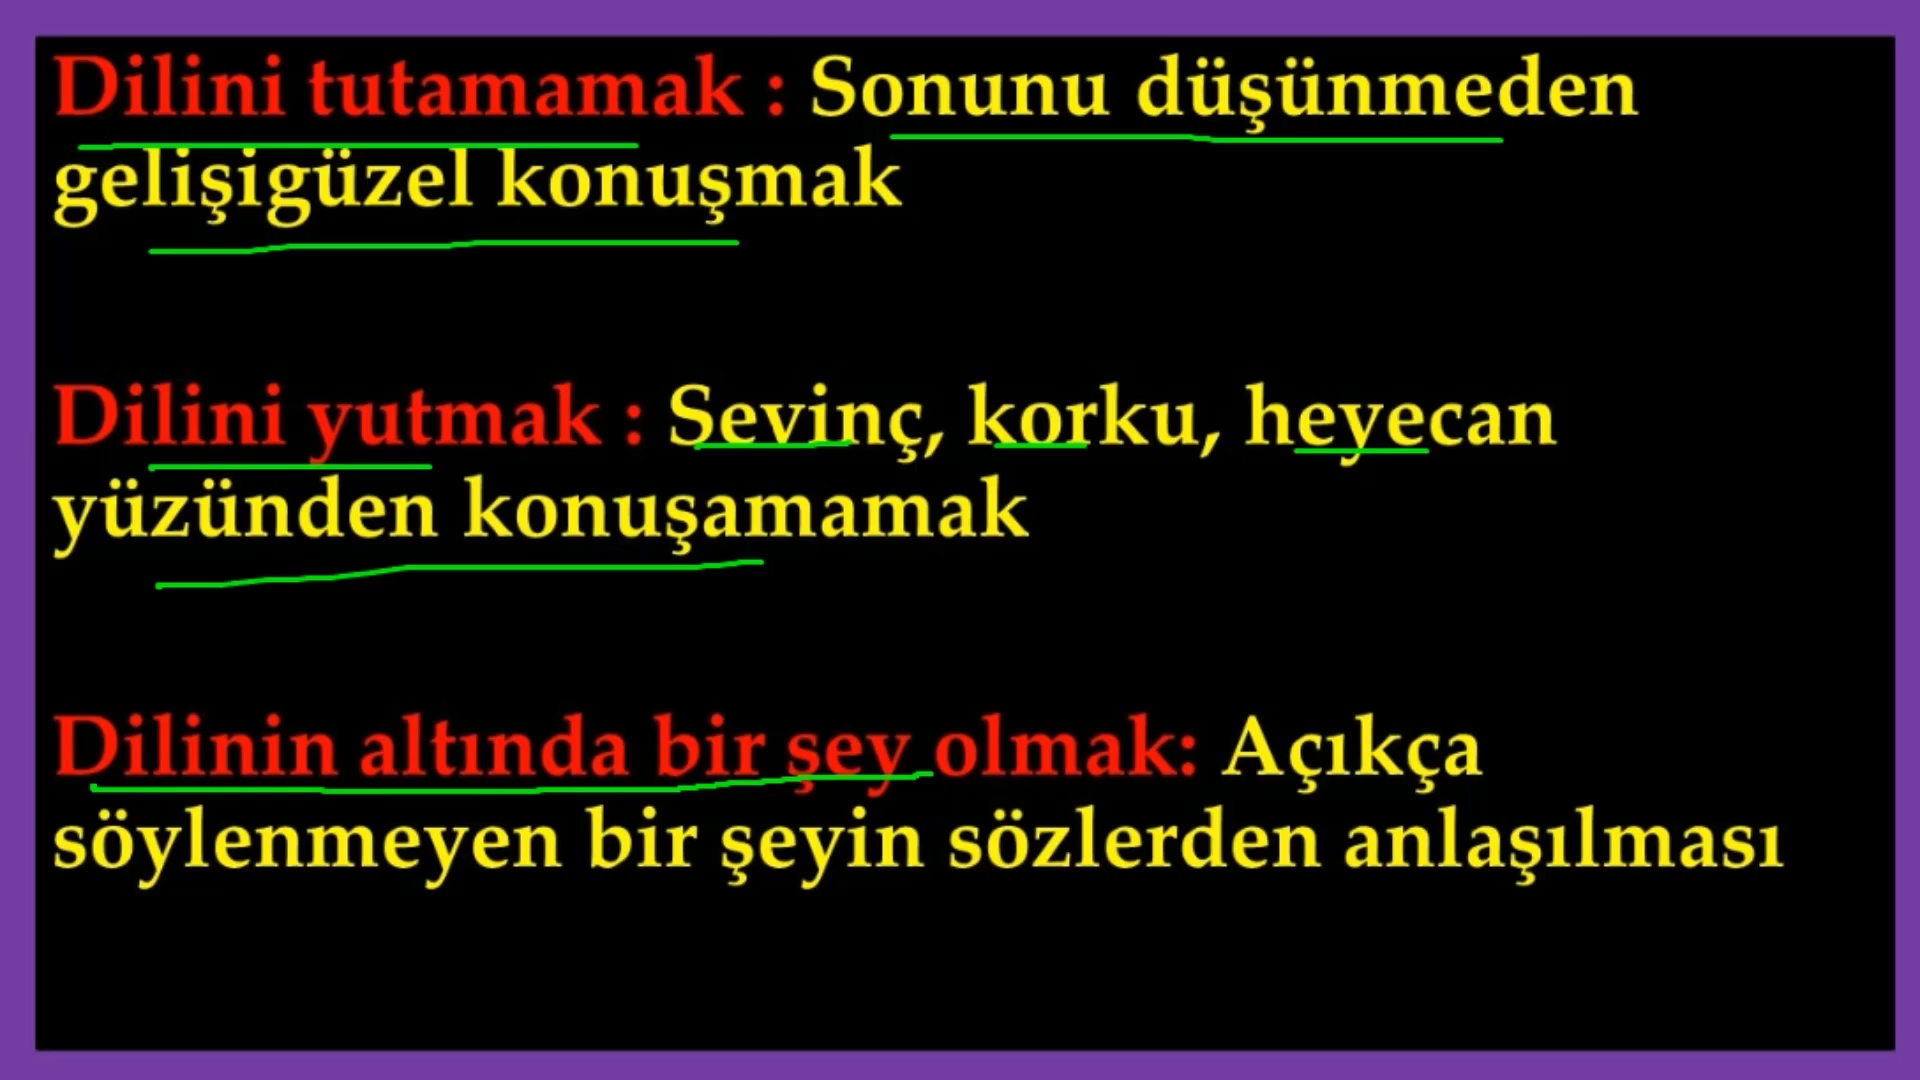 Dilini tutamamak : Sonunu düşünmeden
gelişigüzel konuşmak
Dilini yutmak : Sevinç, korku, heyecan
yüzünden konuşamamak
Dilinin altında bir şey olmak: Açıkça
söylenmeyen bir şeyin sözlerden anlaşılması